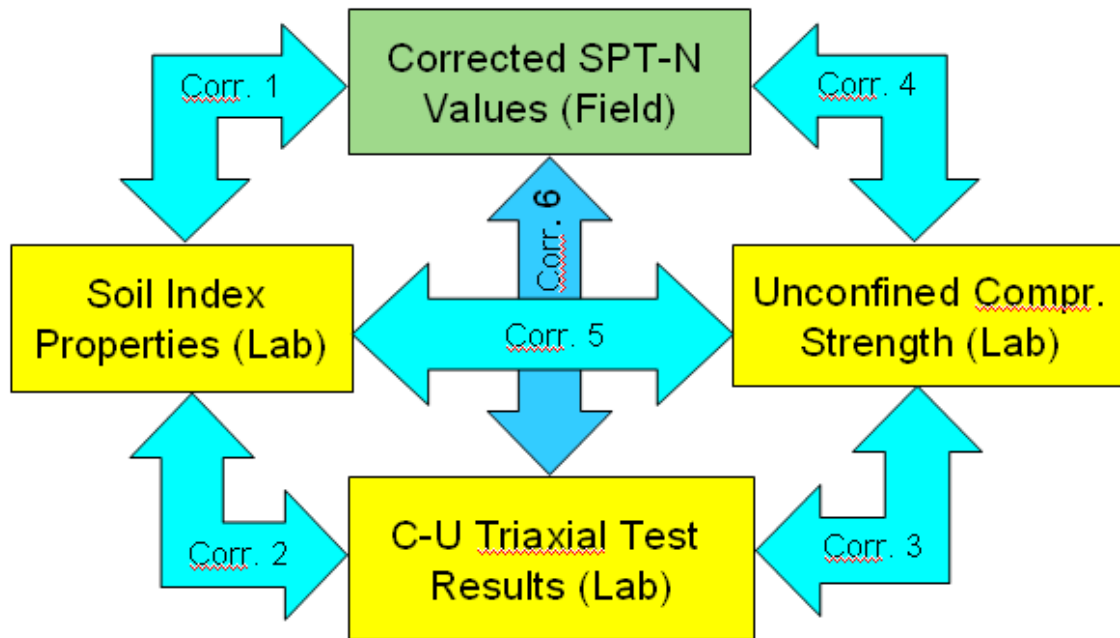 Corrected SPT-N
Values (Field)
Corr. 1
Corr. 4
Corr. 6
Soil Index
Properties (Lab)
Corr. 5
Unconfined Compr.
Strength (Lab)
Corr. 2
C-U Triaxial Test
Results (Lab)
Corr. 3